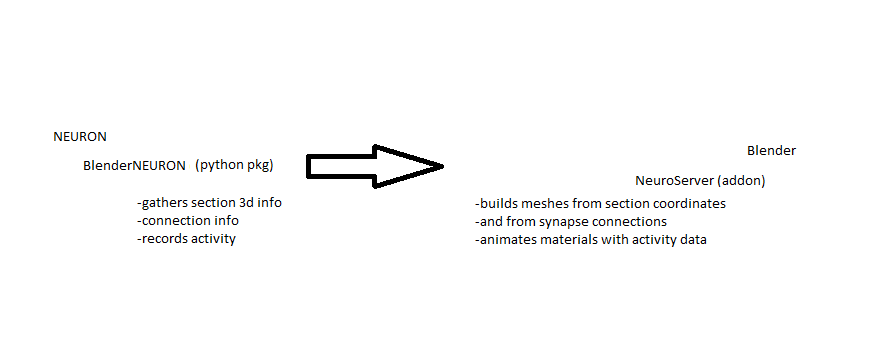 NEURON
BlenderNEURON (python pkg)
-gathers section 3d info
-connection info
-records activity
Blender
NeuroServer (addon)
-builds meshes from section coordinates
-and from synapse connections
-animates materials with activity data